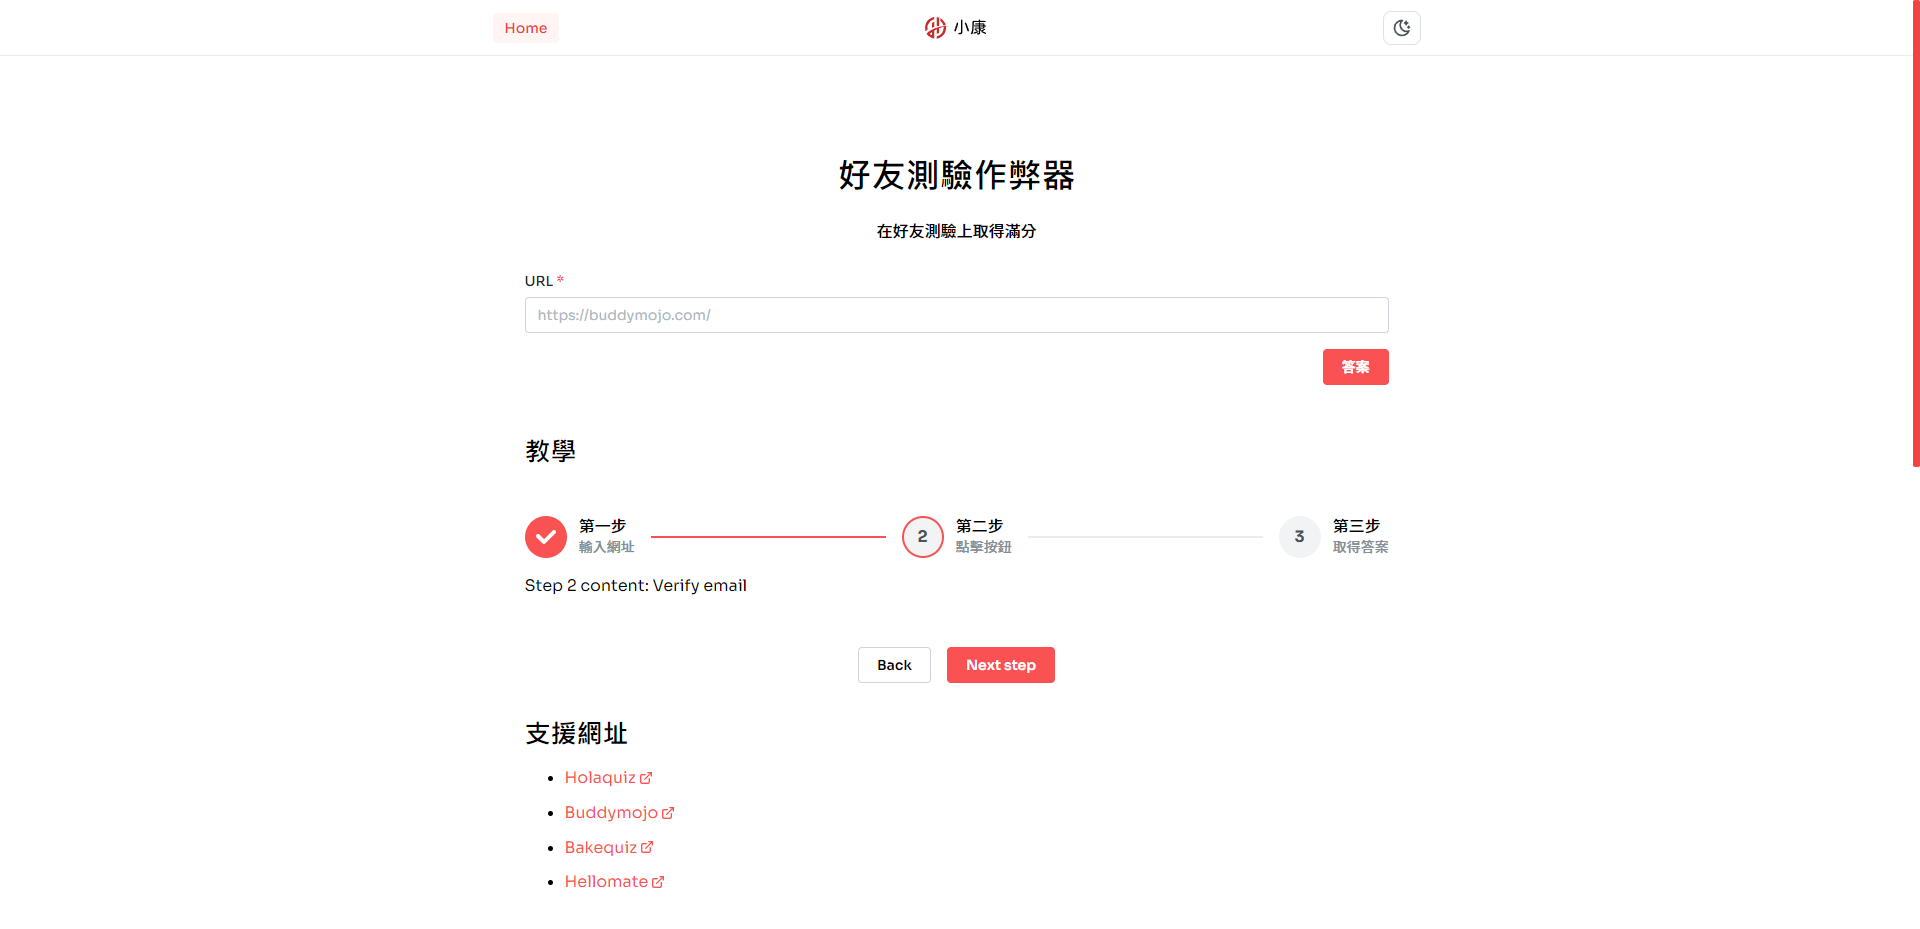 Home
小康
好友測驗作弊器
在好友測驗上取得滿分
URL *
https://buddymojo.com/
答案
教學
第一步
輸入網址
2
第二步
點擊按鈕
3
第三步
取得答案
Step 2 content: Verify email
Back
Next step
支援網址
Holaquiz
Buddymojo
Bakequiz
Hellomate